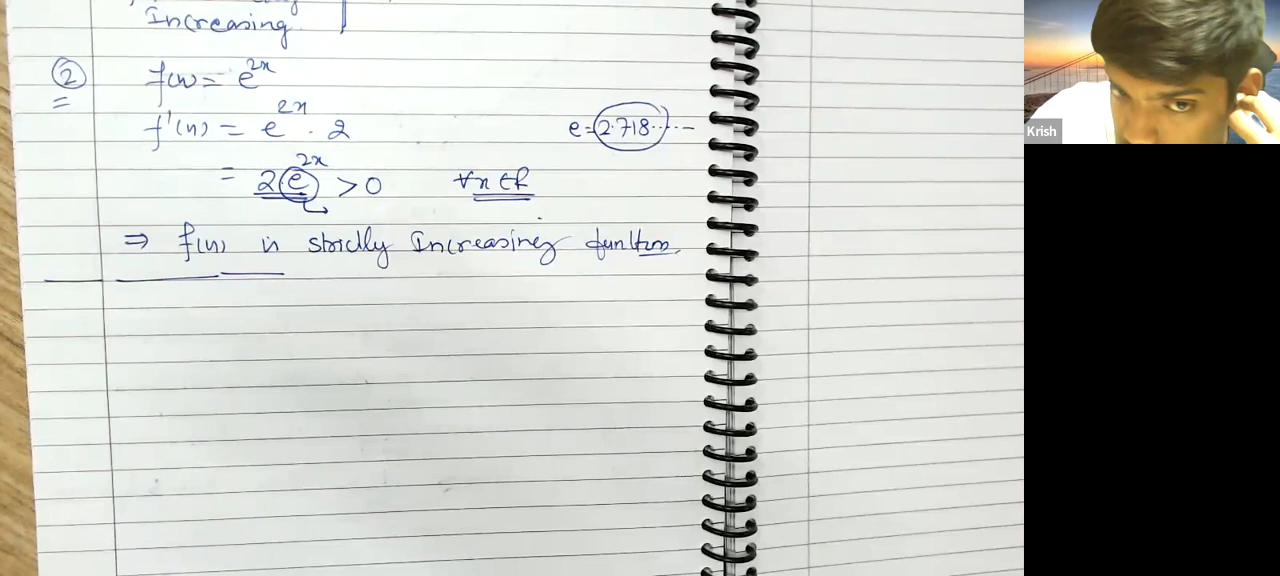 Increasing
② f(x) = e^2x
f'(x) = e^2x . 2
e = 2.718......
= 2e^2x > 0 ∀x∈R
⇒ f(x) is strictly Increasing function.
Krish